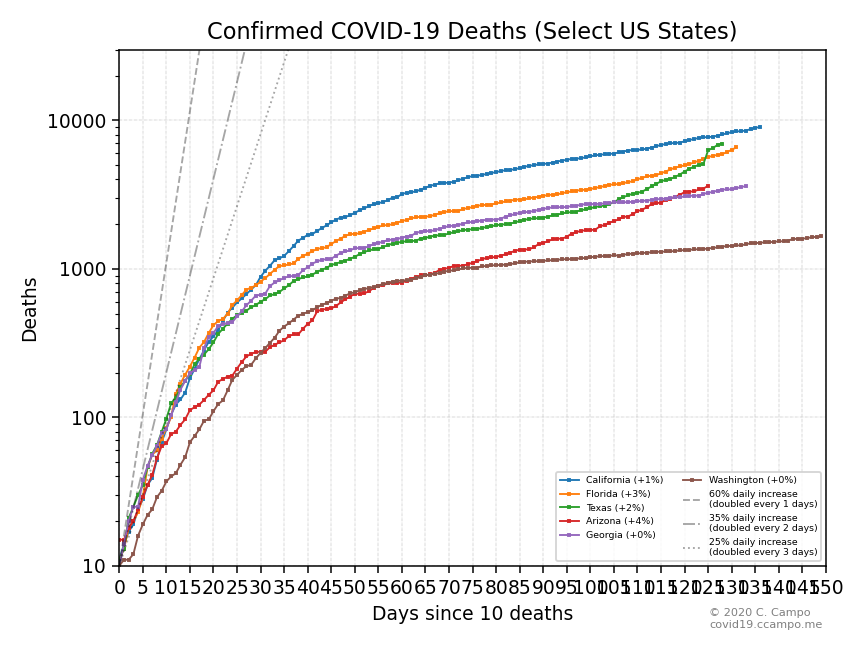 Confirmed COVID-19 Deaths (Select US States)
Deaths
10000
1000
100
10
California (+1%)
Florida (+3%)
Texas (+2%)
Arizona (+4%)
Georgia (+0%)
Washington (+0%)
60% daily increase
(doubled every 1 days)
35% daily increase
(doubled every 2 days)
25% daily increase
(doubled every 3 days)
0 5 10 15 20 25 30 35 40 45 50 55 60 65 70 75 80 85 90 95 100 105 110 115 120 125 130 135 140 145 150
Days since 10 deaths
© 2020 C. Campo
covid19.ccampo.me